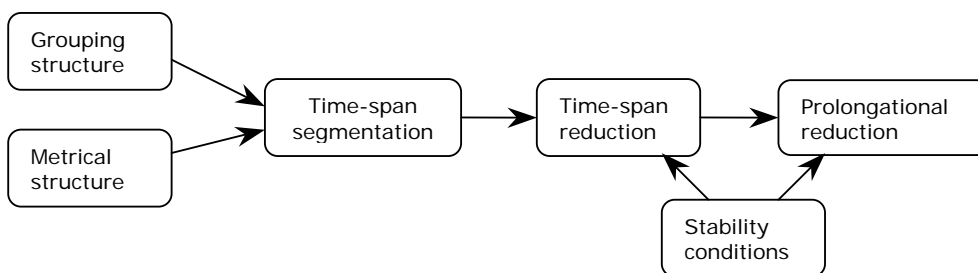 Grouping
structure
Time-span
segmentation
Time-span
reduction
Prolongational
reduction
Metrical
structure
Stability
conditions